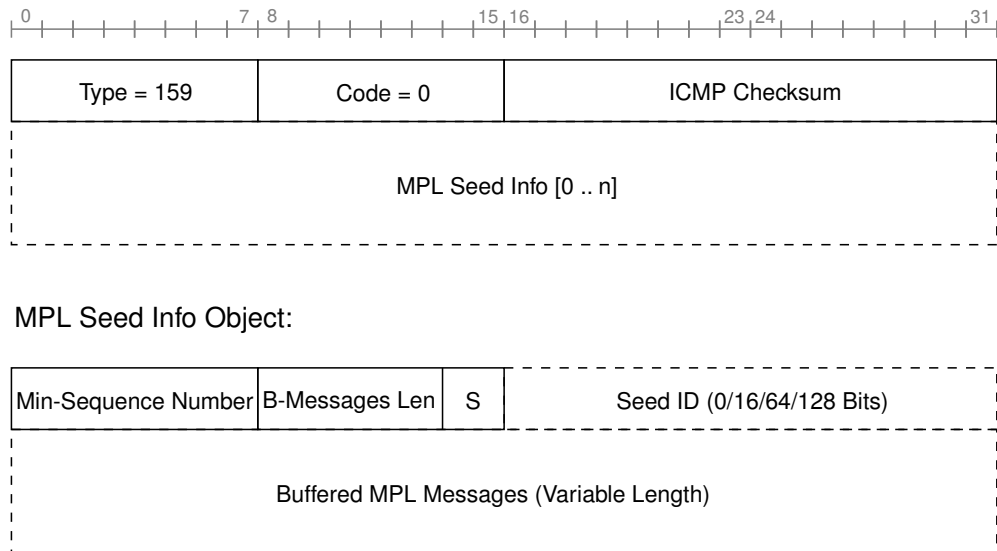 0 7 8 15 16 23 24 31
Type = 159 Code = 0 ICMP Checksum
MPL Seed Info [0 .. n]
MPL Seed Info Object:
Min-Sequence Number B-Messages Len S Seed ID (0/16/64/128 Bits)
Buffered MPL Messages (Variable Length)